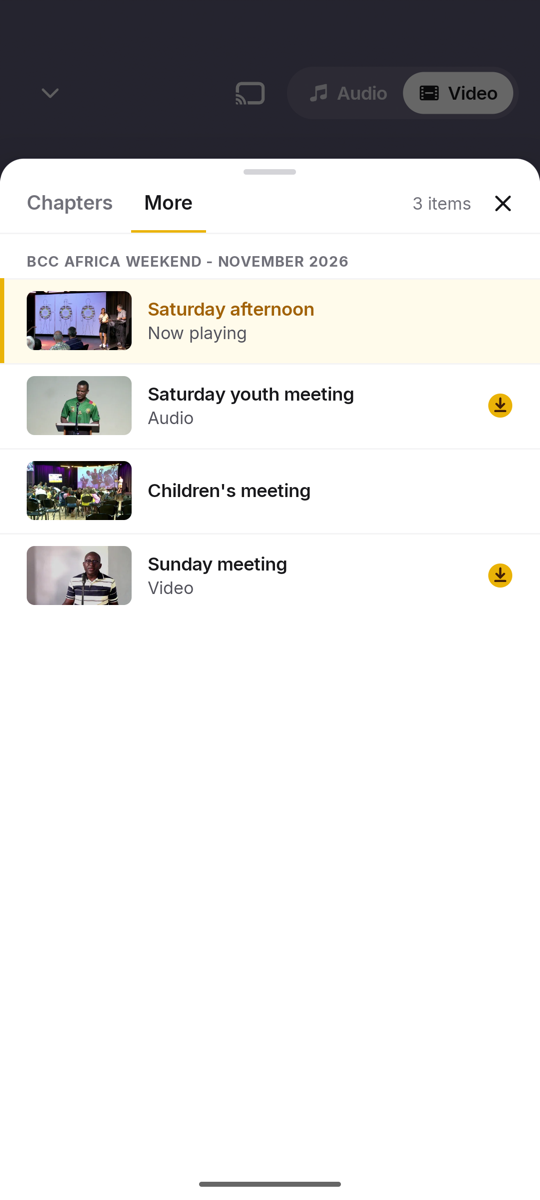 Audio
Video
Chapters
More
3 items
BCC AFRICA WEEKEND - NOVEMBER 2026
Saturday afternoon
Now playing
Saturday youth meeting
Audio
Children's meeting
Sunday meeting
Video